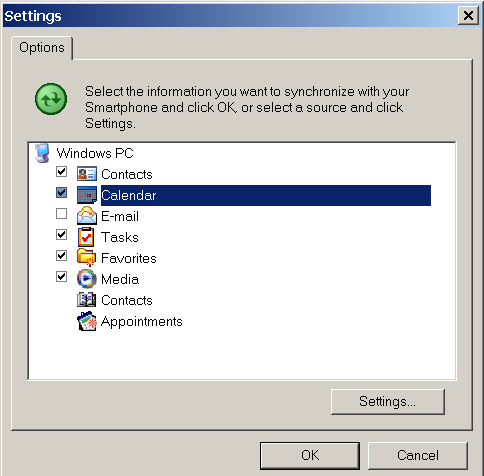 Settings
Options
Select the information you want to synchronize with your
Smartphone and click OK, or select a source and click
Settings.
Windows PC
Contacts
Calendar
E-mail
Tasks
Favorites
Media
Contacts
Appointments
Settings...
OK
Cancel